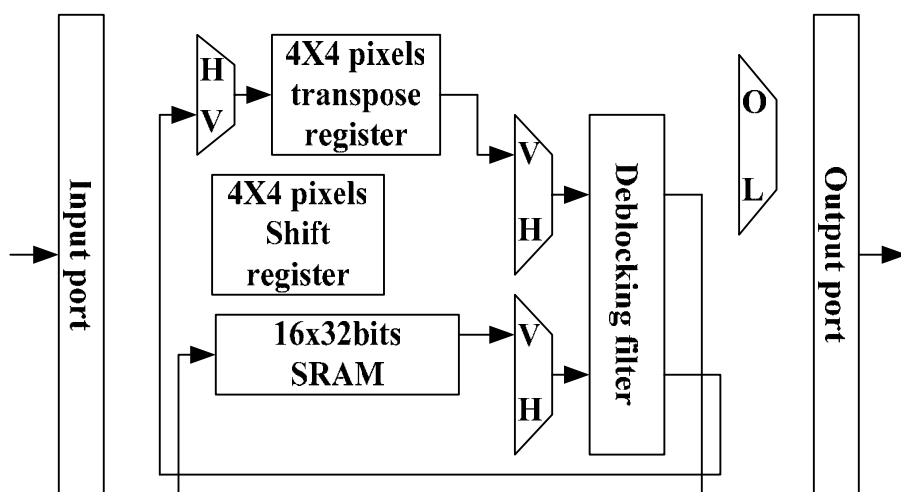 Input port
H
V
4X4 pixels
transpose
register
4X4 pixels
Shift
register
16x32bits
SRAM
V
H
V
H
Deblocking filter
O
L
Output port